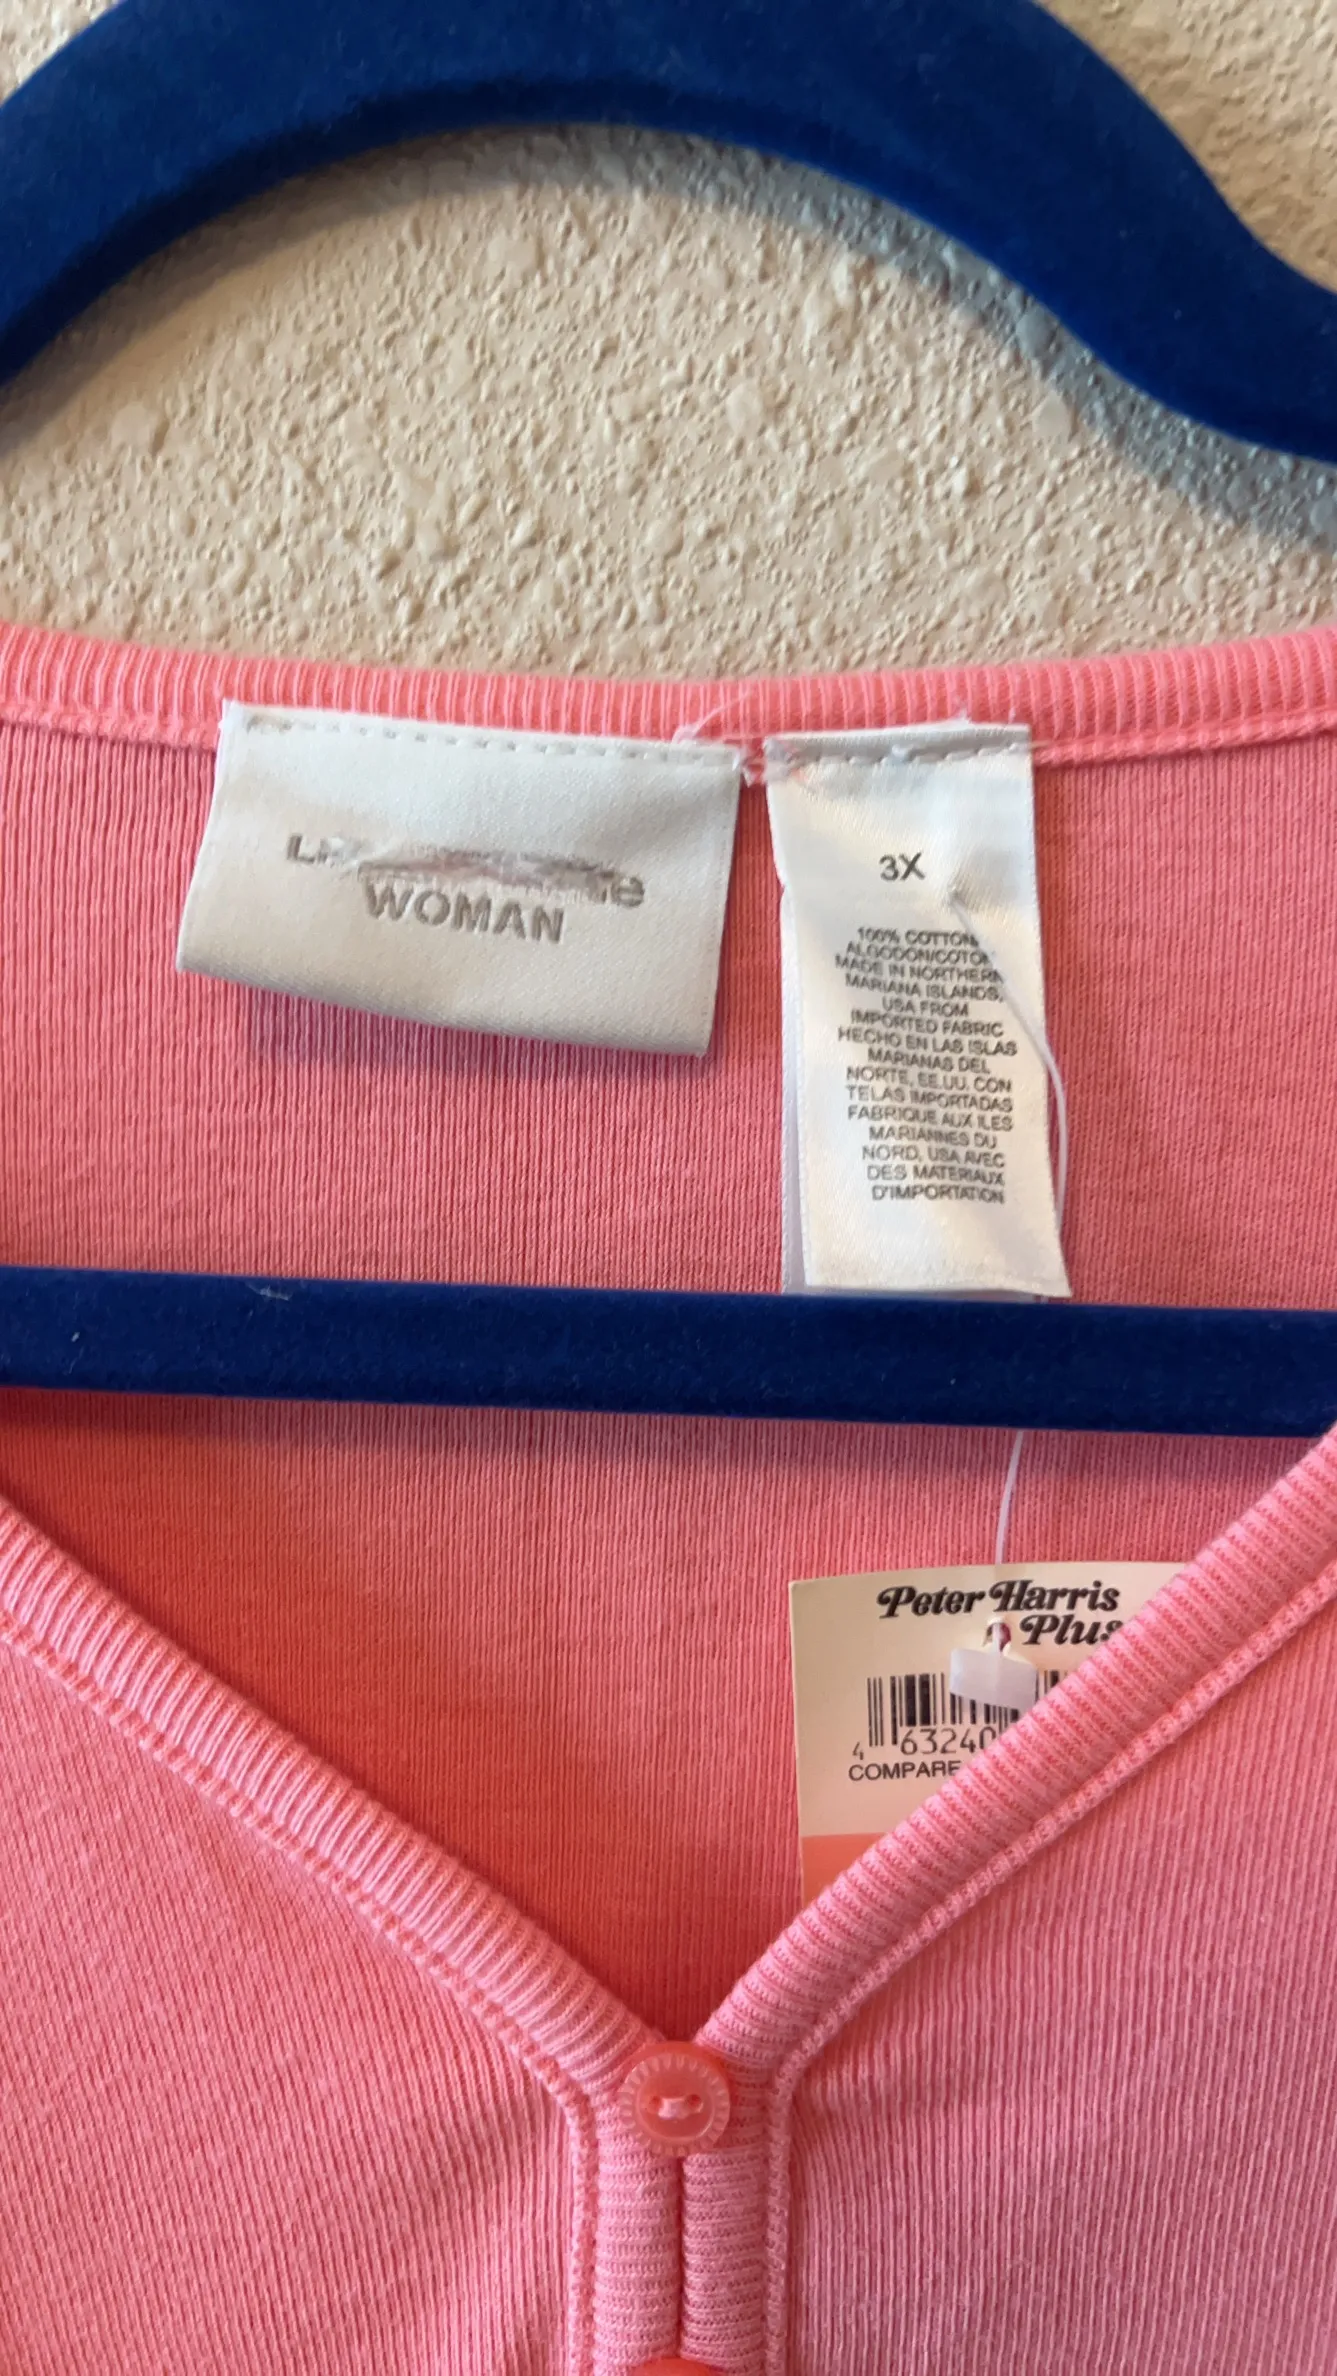 WOMAN
3X
100% COTTON
ALGODON/COTON
MADE IN NORTHERN
MARIANA ISLANDS,
USA FROM
IMPORTED FABRIC
HECHO EN LAS ISLAS
MARIANAS DEL
NORTE, EE.UU. CON
TELAS IMPORTADAS
FABRIQUE AUX ILES
MARIANNES DU
NORD, USA AVEC
DES MATERIAUX
D'IMPORTATION
Peter Harris
Plus
4 63240
COMPARE